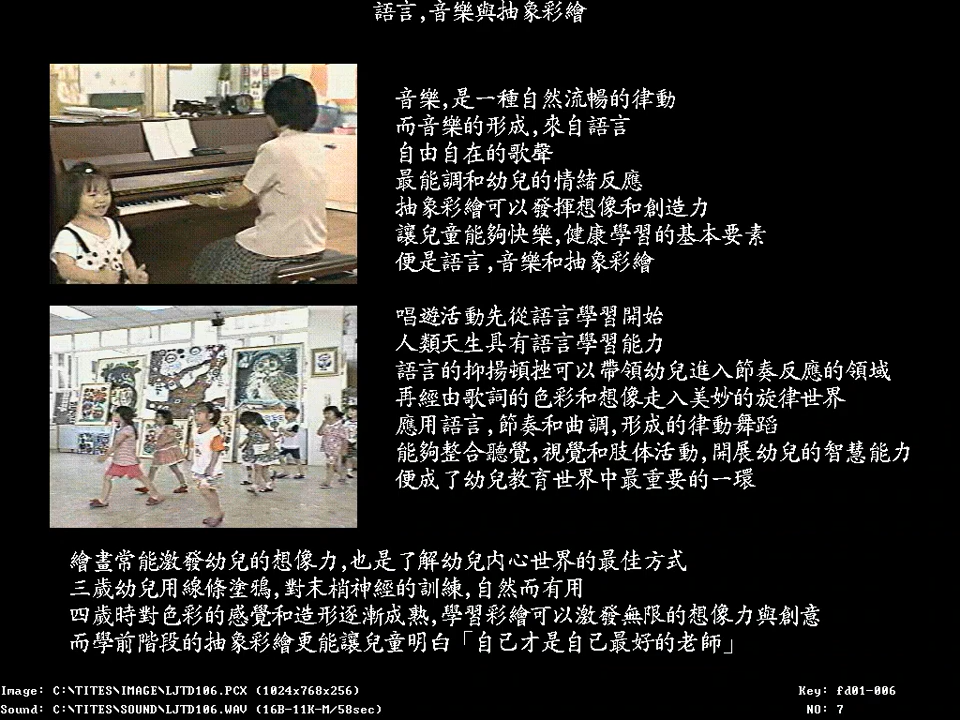 語言,音樂與抽象彩繪
音樂,是一種自然流暢的律動
而音樂的形成,來自語言
自由自在的歌聲
最能調和幼兒的情緒反應
抽象彩繪可以發揮想像和創造力
讓兒童能夠快樂,健康學習的基本要素
便是語言,音樂和抽象彩繪
唱遊活動先從語言學習開始
人類天生具有語言學習能力
語言的抑揚頓挫可以帶領幼兒進入節奏反應的領域
再經由歌詞的色彩和想像走入美妙的旋律世界
應用語言,節奏和曲調,形成的律動舞蹈
能夠整合聽覺,視覺和肢体活動,開展幼兒的智慧能力
便成了幼兒教育世界中最重要的一環
繪畫常能激發幼兒的想像力,也是了解幼兒內心世界的最佳方式
三歲幼兒用線條塗鴉,對末梢神經的訓練,自然而有用
四歲時對色彩的感覺和造形逐漸成熟,學習彩繪可以激發無限的想像力與創意
而學前階段的抽象彩繪更能讓兒童明白「自己才是自己最好的老師」
Image: C:\TITES\IMAGE\LJTD106.PCX (1024x768x256)
Key: fd01-006
Sound: C:\TITES\SOUND\LJTD106.WAV (16B-11K-M/58sec)
NO: 7